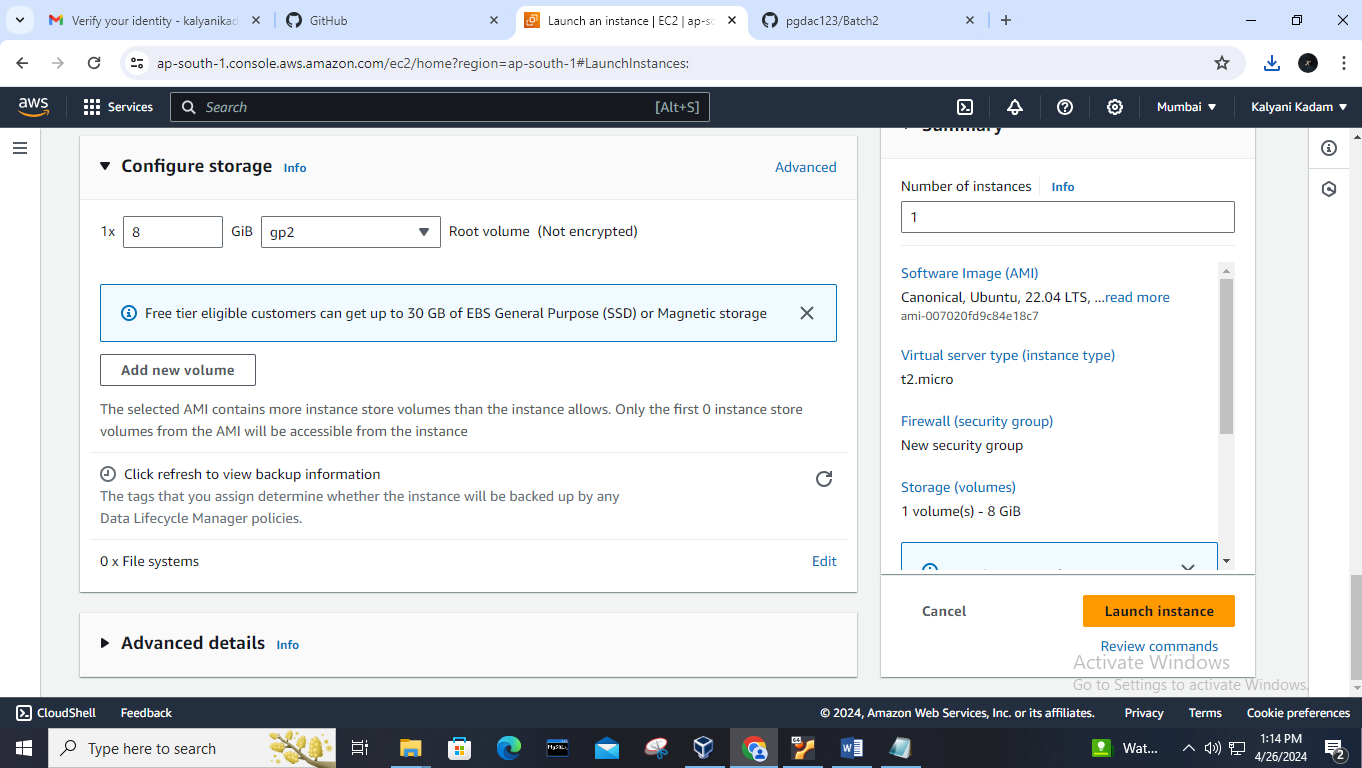 Verify your identity - kalyanikad
GitHub
Launch an instance | EC2 | ap-so
pgdac123/Batch2
ap-south-1.console.aws.amazon.com/ec2/home?region=ap-south-1#LaunchInstances:
aws
Services
Search
[Alt+S]
Mumbai
Kalyani Kadam
Configure storage
Info
Advanced
1x
8
GiB
gp2
Root volume (Not encrypted)
Free tier eligible customers can get up to 30 GB of EBS General Purpose (SSD) or Magnetic storage
Add new volume
The selected AMI contains more instance store volumes than the instance allows. Only the first 0 instance store
volumes from the AMI will be accessible from the instance
Click refresh to view backup information
The tags that you assign determine whether the instance will be backed up by any
Data Lifecycle Manager policies.
0 x File systems
Edit
Advanced details
Info
Summary
Number of instances
Info
1
Software Image (AMI)
Canonical, Ubuntu, 22.04 LTS, ...read more
ami-007020fd9c84e18c7
Virtual server type (instance type)
t2.micro
Firewall (security group)
New security group
Storage (volumes)
1 volume(s) - 8 GiB
Cancel
Launch instance
Review commands
Activate Windows
Go to Settings to activate Windows.
CloudShell
Feedback
© 2024, Amazon Web Services, Inc. or its affiliates.
Privacy
Terms
Cookie preferences
Type here to search
MySQL
Wat...
1:14 PM
4/26/2024
2